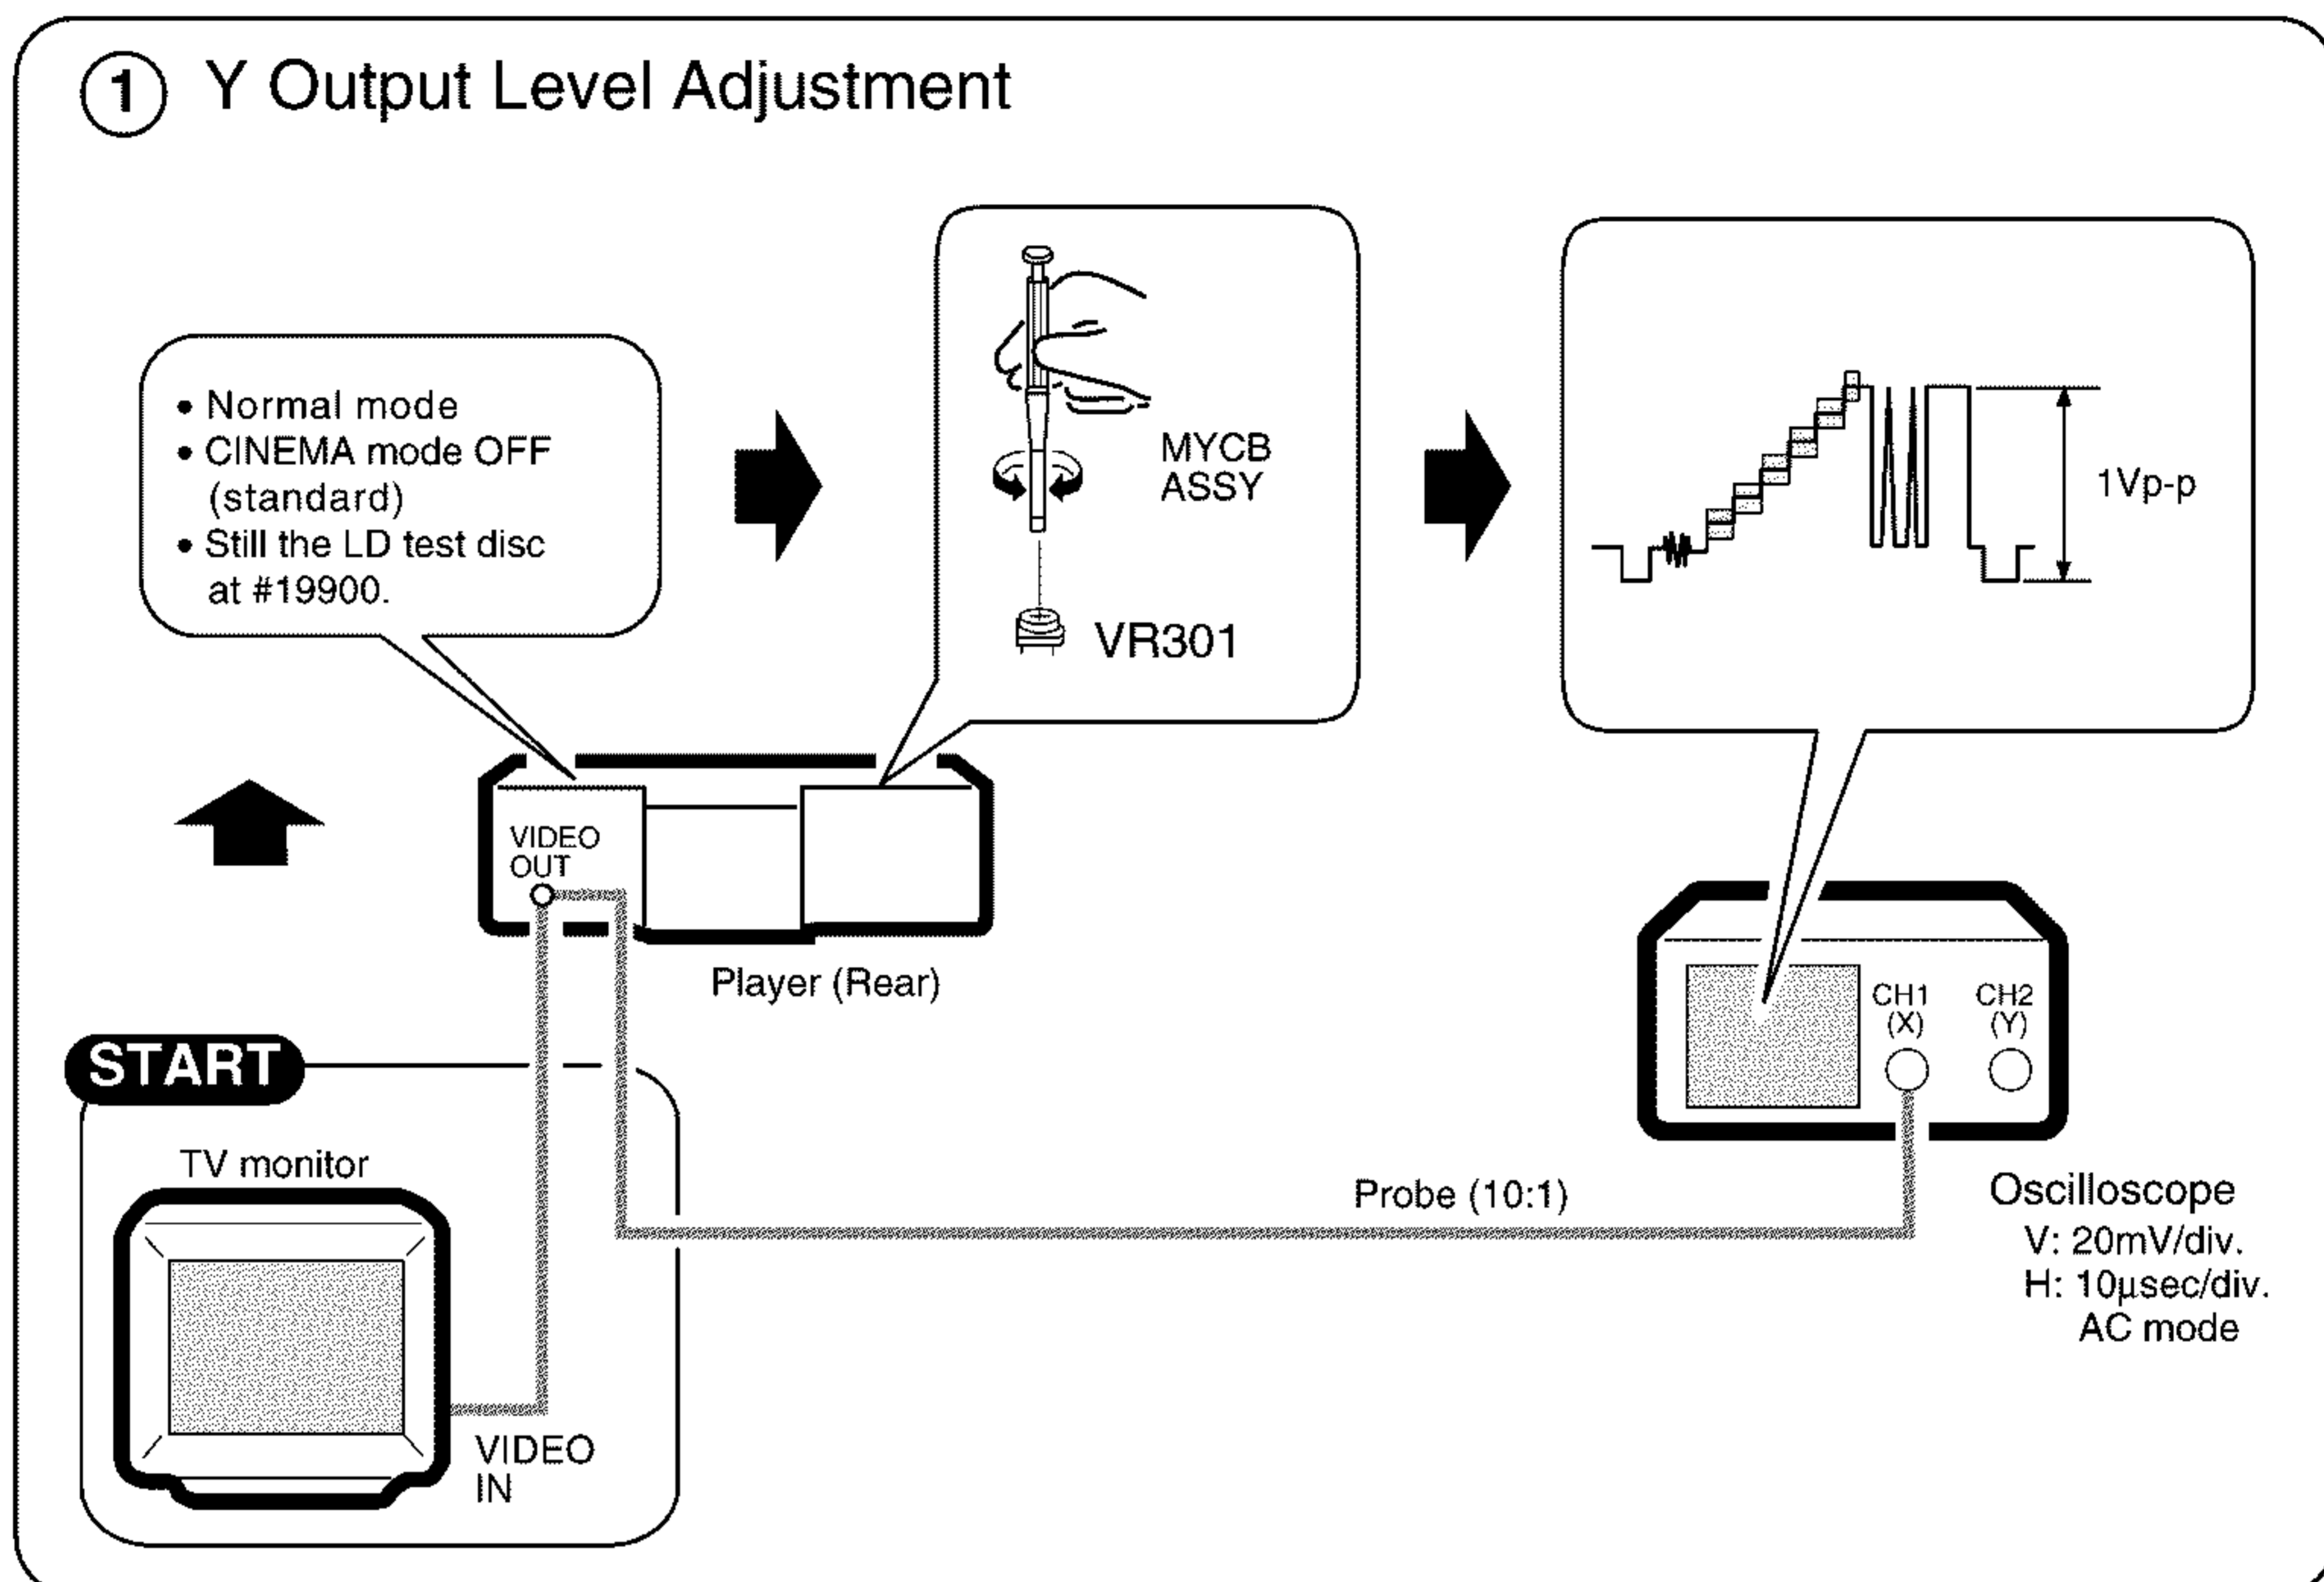 1 Y Output Level Adjustment
• Normal mode
• CINEMA mode OFF
(standard)
• Still the LD test disc
at #19900.
MYCB
ASSY
VR301
1Vp-p
VIDEO
OUT
Player (Rear)
CH1
(X)
CH2
(Y)
START
TV monitor
VIDEO
IN
Probe (10:1)
Oscilloscope
V: 20mV/div.
H: 10μsec/div.
AC mode